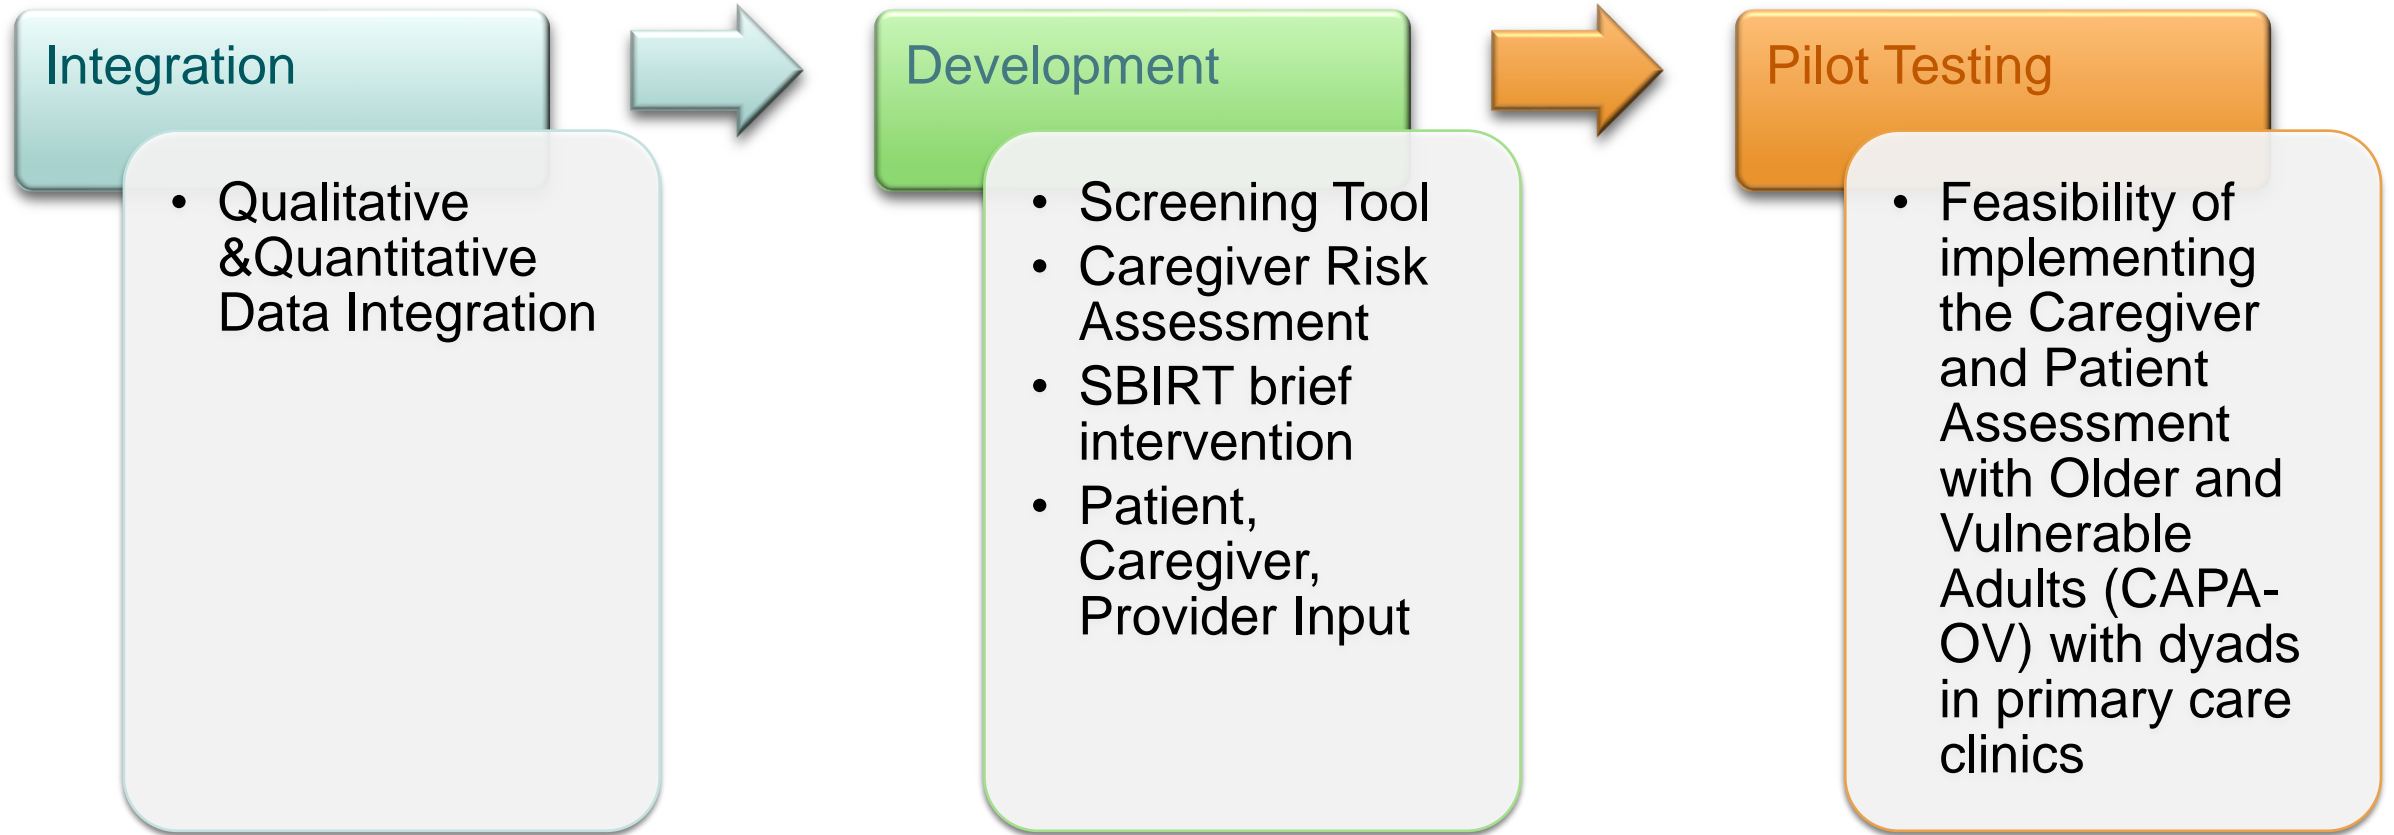 Integration
• Qualitative
&Quantitative
Data Integration
Development
• Screening Tool
• Caregiver Risk
Assessment
• SBIRT brief
intervention
• Patient,
Caregiver,
Provider Input
Pilot Testing
• Feasibility of
implementing
the Caregiver
and Patient
Assessment
with Older and
Vulnerable
Adults (CAPA-
OV) with dyads
in primary care
clinics